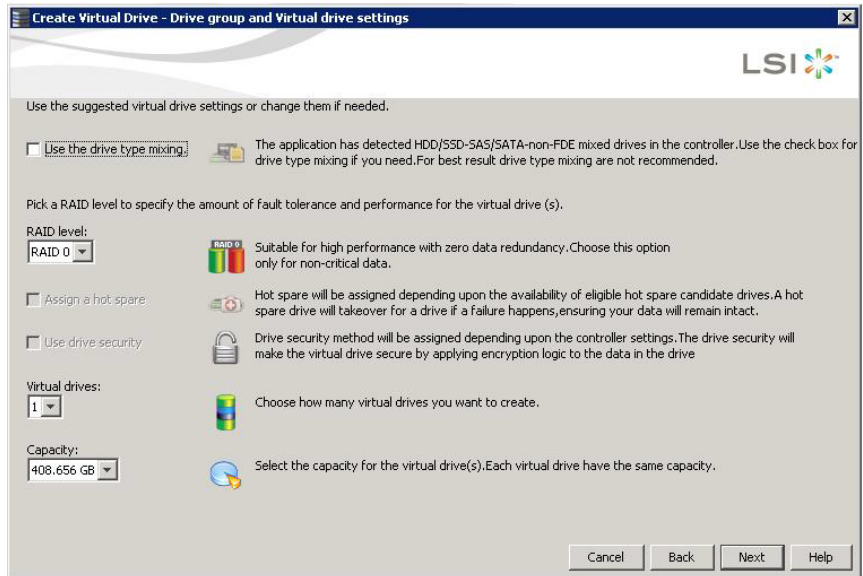 Create Virtual Drive - Drive group and Virtual drive settings
LSI
Use the suggested virtual drive settings or change them if needed.
Use the drive type mixing.
The application has detected HDD/SSD-SAS/SATA-non-FDE mixed drives in the controller.Use the check box for
drive type mixing if you need.For best result drive type mixing are not recommended.
Pick a RAID level to specify the amount of fault tolerance and performance for the virtual drive (s).
RAID level:
RAID 0
RAID 0
Suitable for high performance with zero data redundancy.Choose this option
only for non-critical data.
Assign a hot spare
Hot spare will be assigned depending upon the availability of eligible hot spare candidate drives.A hot
spare drive will takeover for a drive if a failure happens,ensuring your data will remain intact.
Use drive security
Drive security method will be assigned depending upon the controller settings.The drive security will
make the virtual drive secure by applying encryption logic to the data in the drive
Virtual drives:
1
Choose how many virtual drives you want to create.
Capacity:
408.656 GB
Select the capacity for the virtual drive(s).Each virtual drive have the same capacity.
Cancel
Back
Next
Help